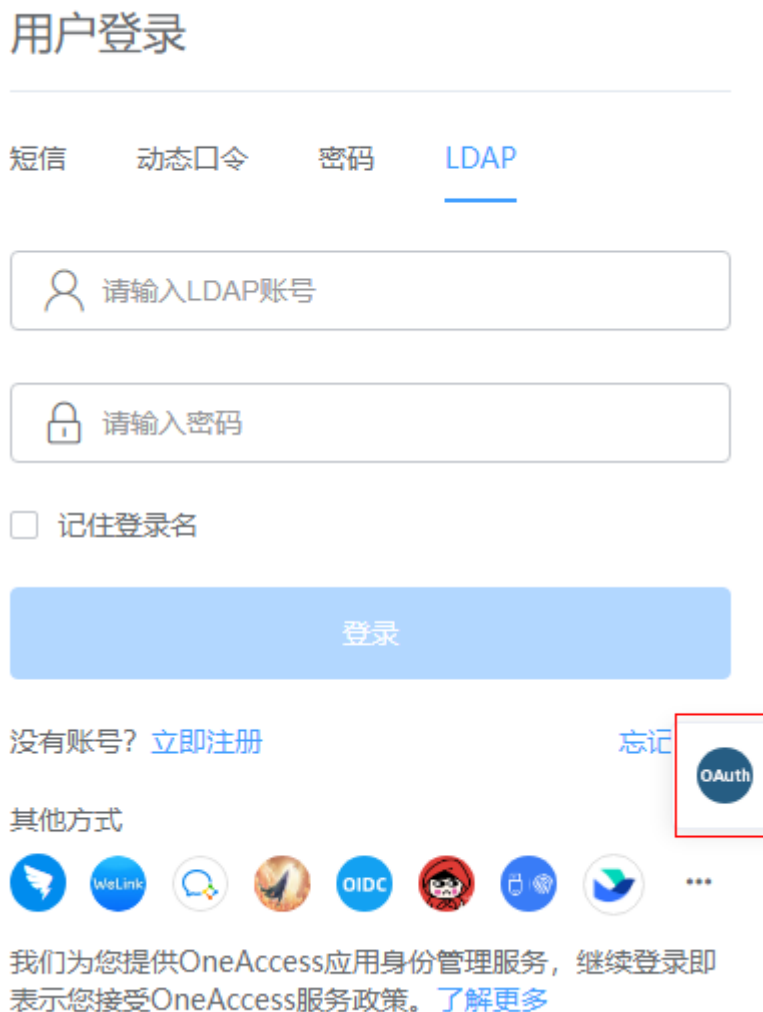 用户登录
短信 动态口令 密码 LDAP
请输入LDAP账号
请输入密码
记住登录名
登录
没有账号？立即注册 忘记
OAuth
其他方式
WeLink OIDC
我们为您提供OneAccess应用身份管理服务，继续登录即
表示您接受OneAccess服务政策。了解更多